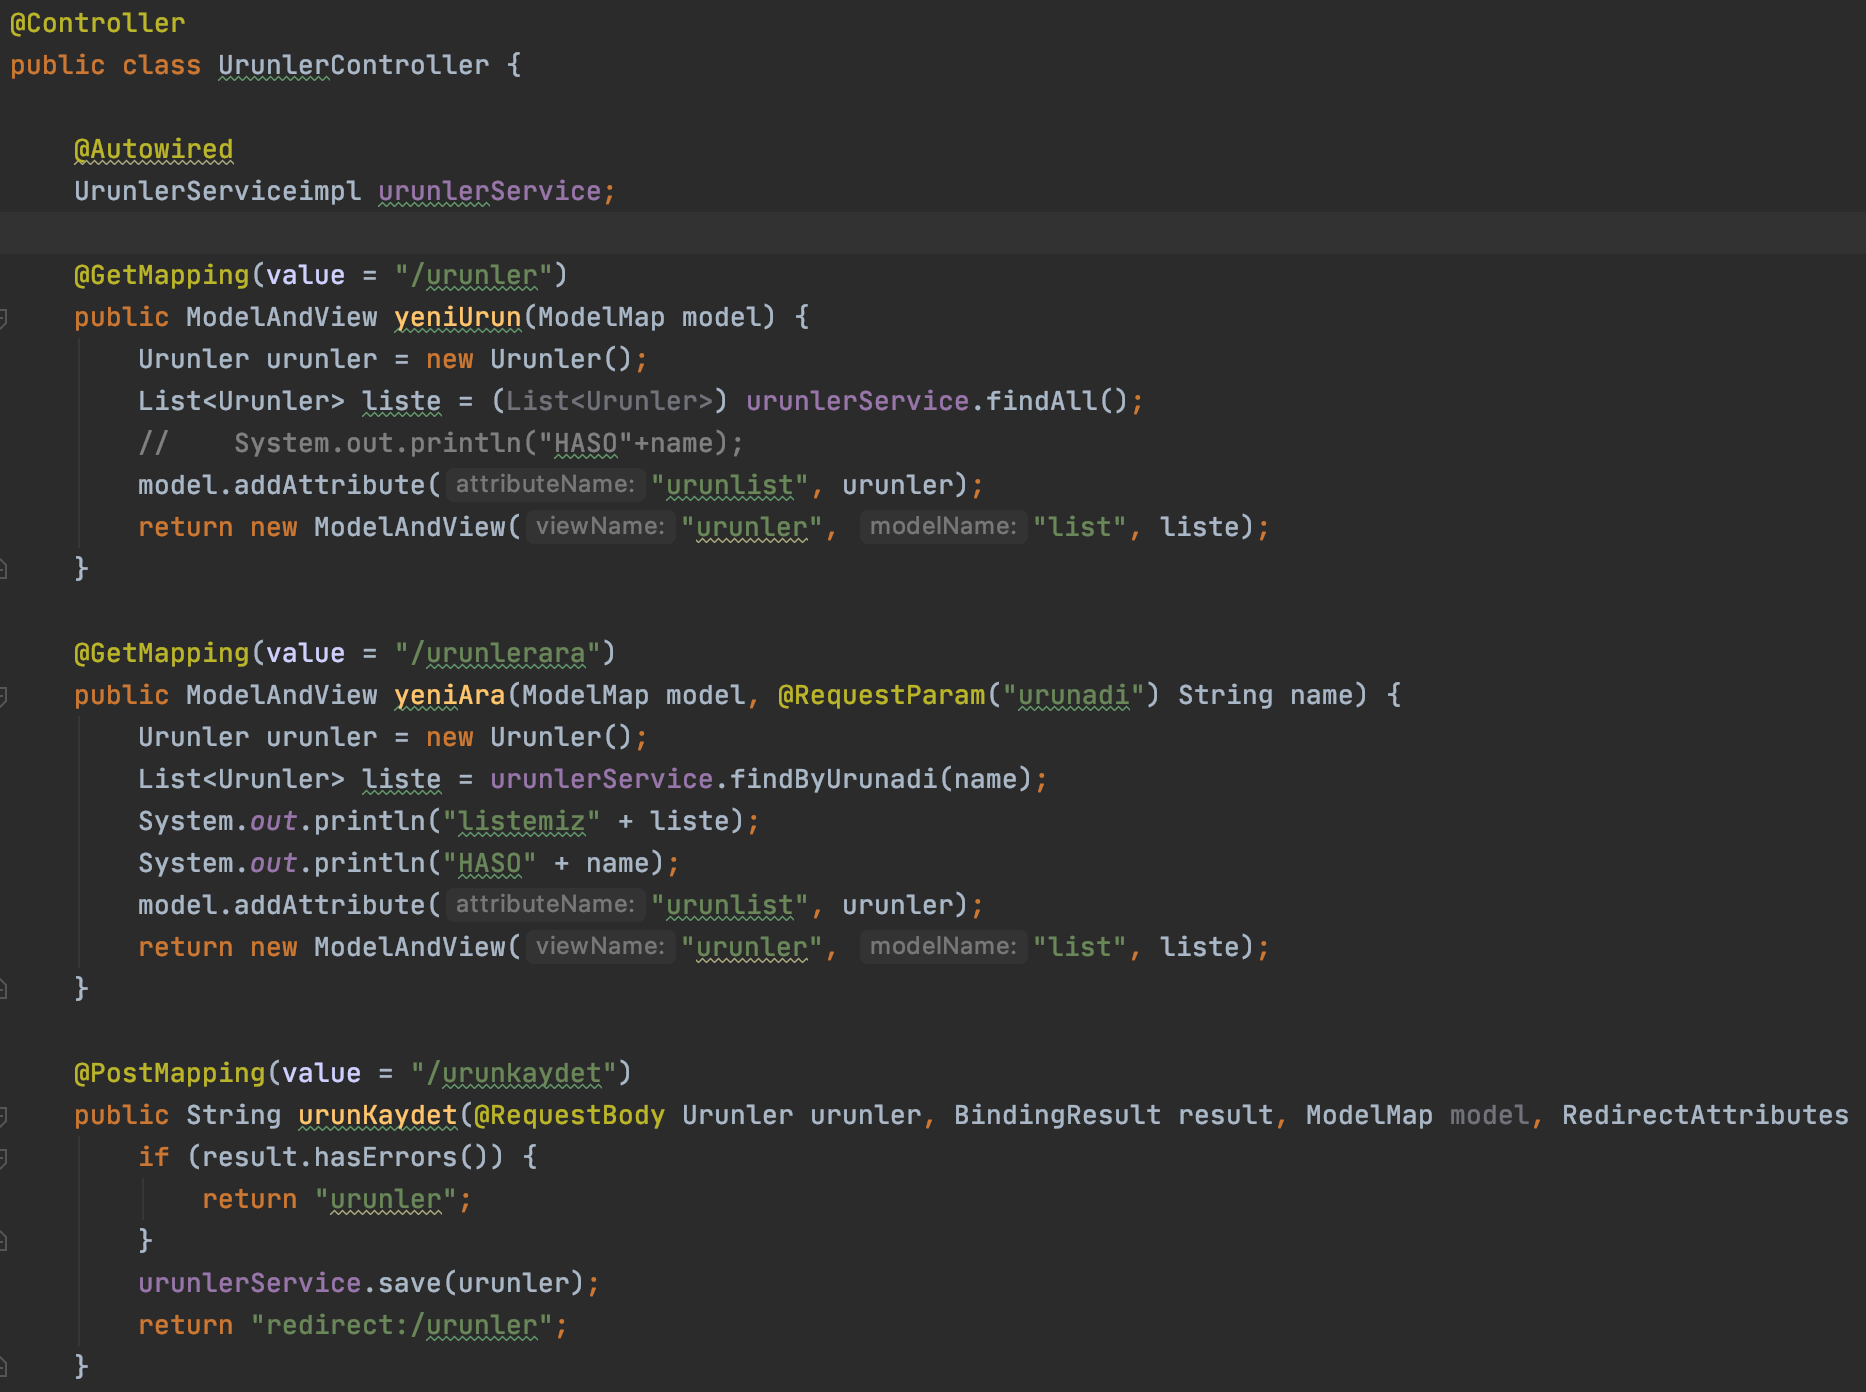 @Controller
public class UrunlerController {
@Autowired
UrunlerServiceimpl urunlerService;
@GetMapping(value = "/urunler")
public ModelAndView yeniUrun(ModelMap model) {
Urunler urunler = new Urunler();
List<Urunler> liste = (List<Urunler>) urunlerService.findAll();
//    System.out.println("HASO"+name);
model.addAttribute( attributeName: "urunlist", urunler);
return new ModelAndView( viewName: "urunler", modelName: "list", liste);
}
@GetMapping(value = "/urunlerara")
public ModelAndView yeniAra(ModelMap model, @RequestParam("urunadi") String name) {
Urunler urunler = new Urunler();
List<Urunler> liste = urunlerService.findByUrunadi(name);
System.out.println("listemiz" + liste);
System.out.println("HASO" + name);
model.addAttribute( attributeName: "urunlist", urunler);
return new ModelAndView( viewName: "urunler", modelName: "list", liste);
}
@PostMapping(value = "/urunkaydet")
public String urunKaydet(@RequestBody Urunler urunler, BindingResult result, ModelMap model, RedirectAttributes
if (result.hasErrors()) {
return "urunler";
}
urunlerService.save(urunler);
return "redirect:/urunler";
}